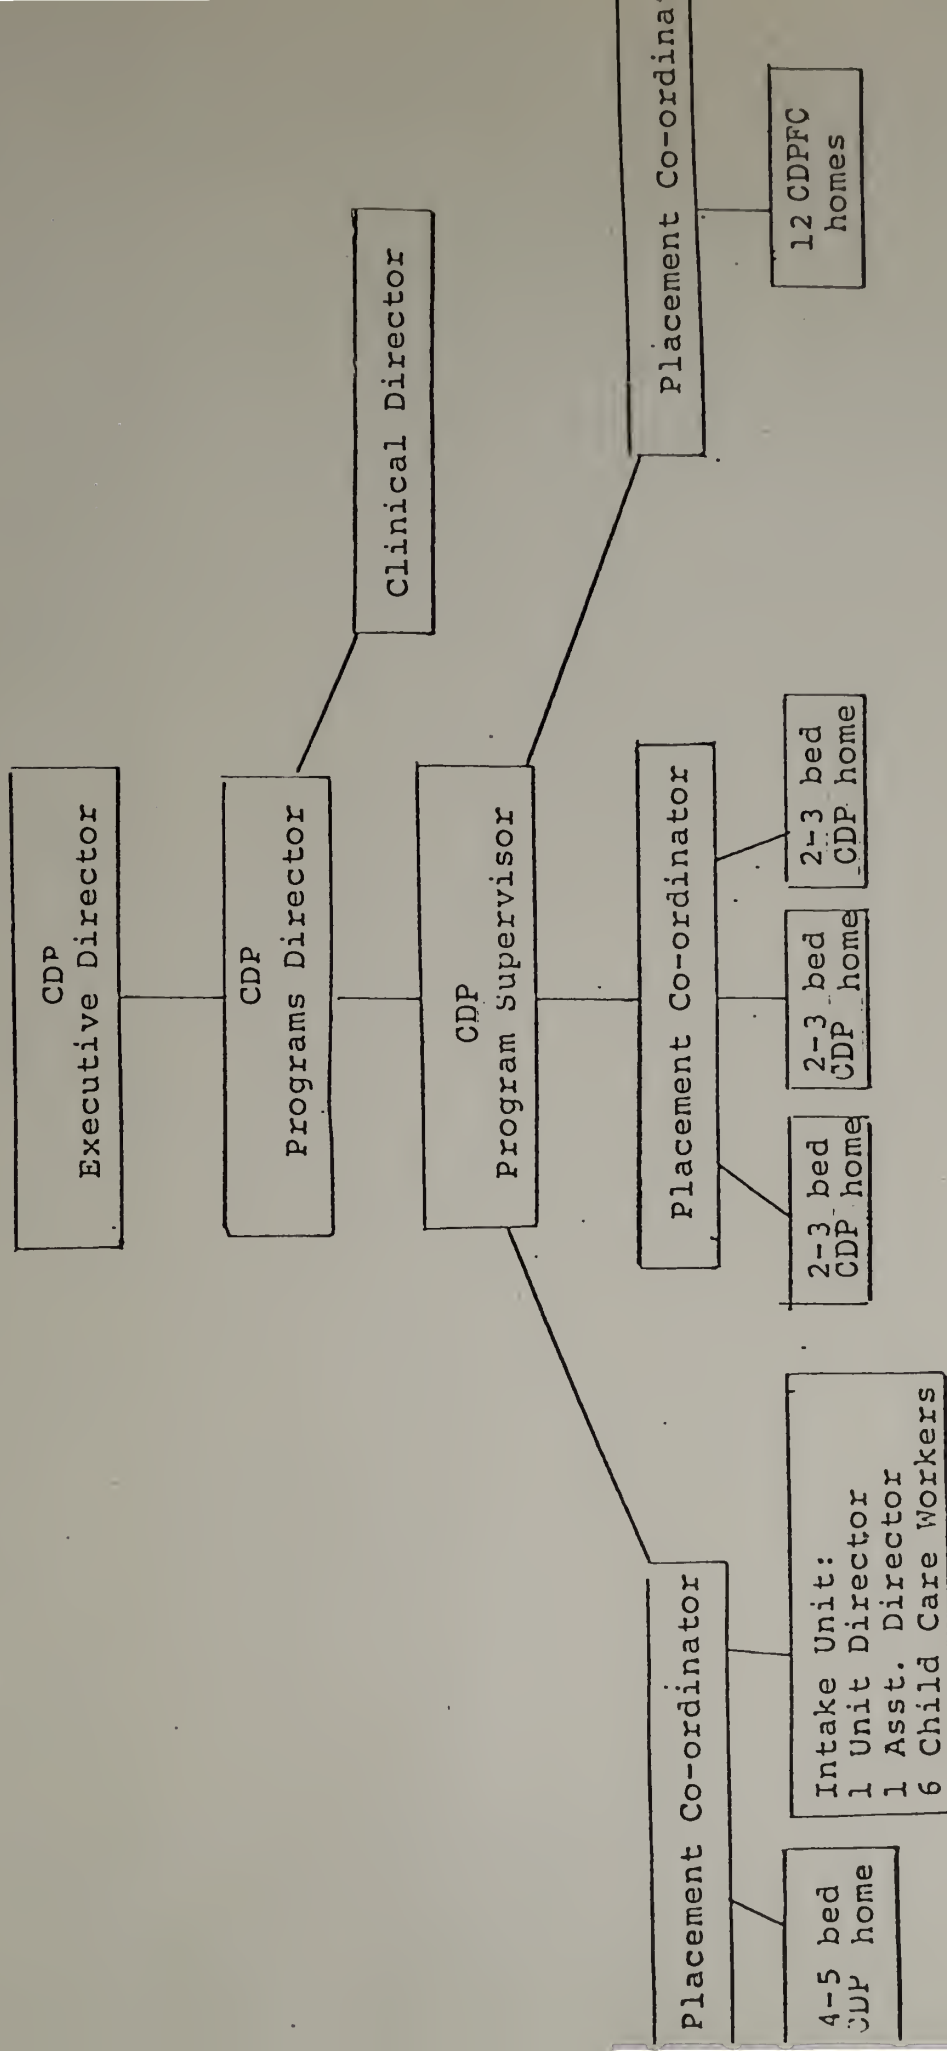 CDP
Executive Director
CDP
Programs Director
Clinical Director
CDP
Program Supervisor
Placement Co-ordinator
Placement Co-ordinator
Placement Co-ordina
4-5 bed
CDP home
Intake Unit:
1 Unit Director
1 Asst. Director
6 Child Care Workers
2-3 bed
CDP home
2-3 bed
CDP home
2-3 bed
CDP home
12 CDPFC
homes